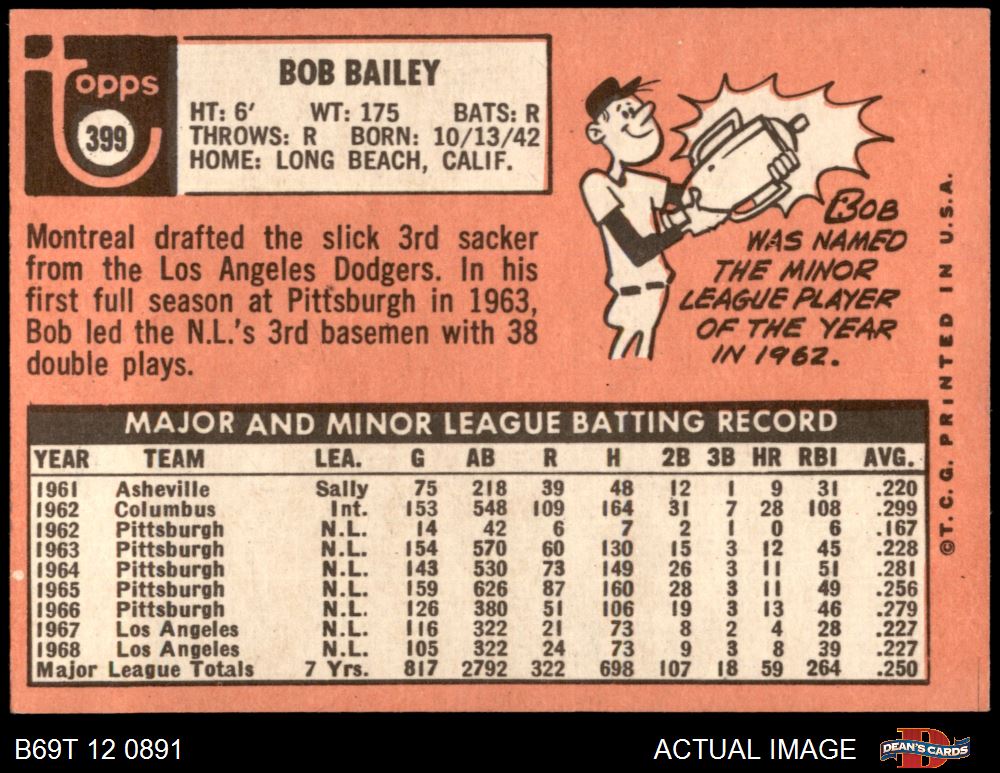 Topps
399
BOB BAILEY
HT: 6' WT: 175 BATS: R
THROWS: R BORN: 10/13/42
HOME: LONG BEACH, CALIF.
Montreal drafted the slick 3rd sacker
from the Los Angeles Dodgers. In his
first full season at Pittsburgh in 1963,
Bob led the N.L.'s 3rd basemen with 38
double plays.
BOB
WAS NAMED
THE MINOR
LEAGUE PLAYER
OF THE YEAR
IN 1962.
©T. C. G. PRINTED IN U.S.A.
MAJOR AND MINOR LEAGUE BATTING RECORD
YEAR TEAM LEA. G AB R H 2B 3B HR RBI AVG.
1961 Asheville Sally 75 218 39 48 12 1 9 31 .220
1962 Columbus Int. 153 548 109 164 31 7 28 108 .299
1962 Pittsburgh N.L. 14 42 6 7 2 1 0 6 .167
1963 Pittsburgh N.L. 154 570 60 130 15 3 12 45 .228
1964 Pittsburgh N.L. 143 530 73 149 26 3 11 51 .281
1965 Pittsburgh N.L. 159 626 87 160 28 3 11 49 .256
1966 Pittsburgh N.L. 126 380 51 106 19 3 13 46 .279
1967 Los Angeles N.L. 116 322 21 73 8 2 4 28 .227
1968 Los Angeles N.L. 105 322 24 73 9 3 8 39 .227
Major League Totals 7 Yrs. 817 2792 322 698 107 18 59 264 .250
B69T 12 0891
ACTUAL IMAGE
DEAN'S CARDS